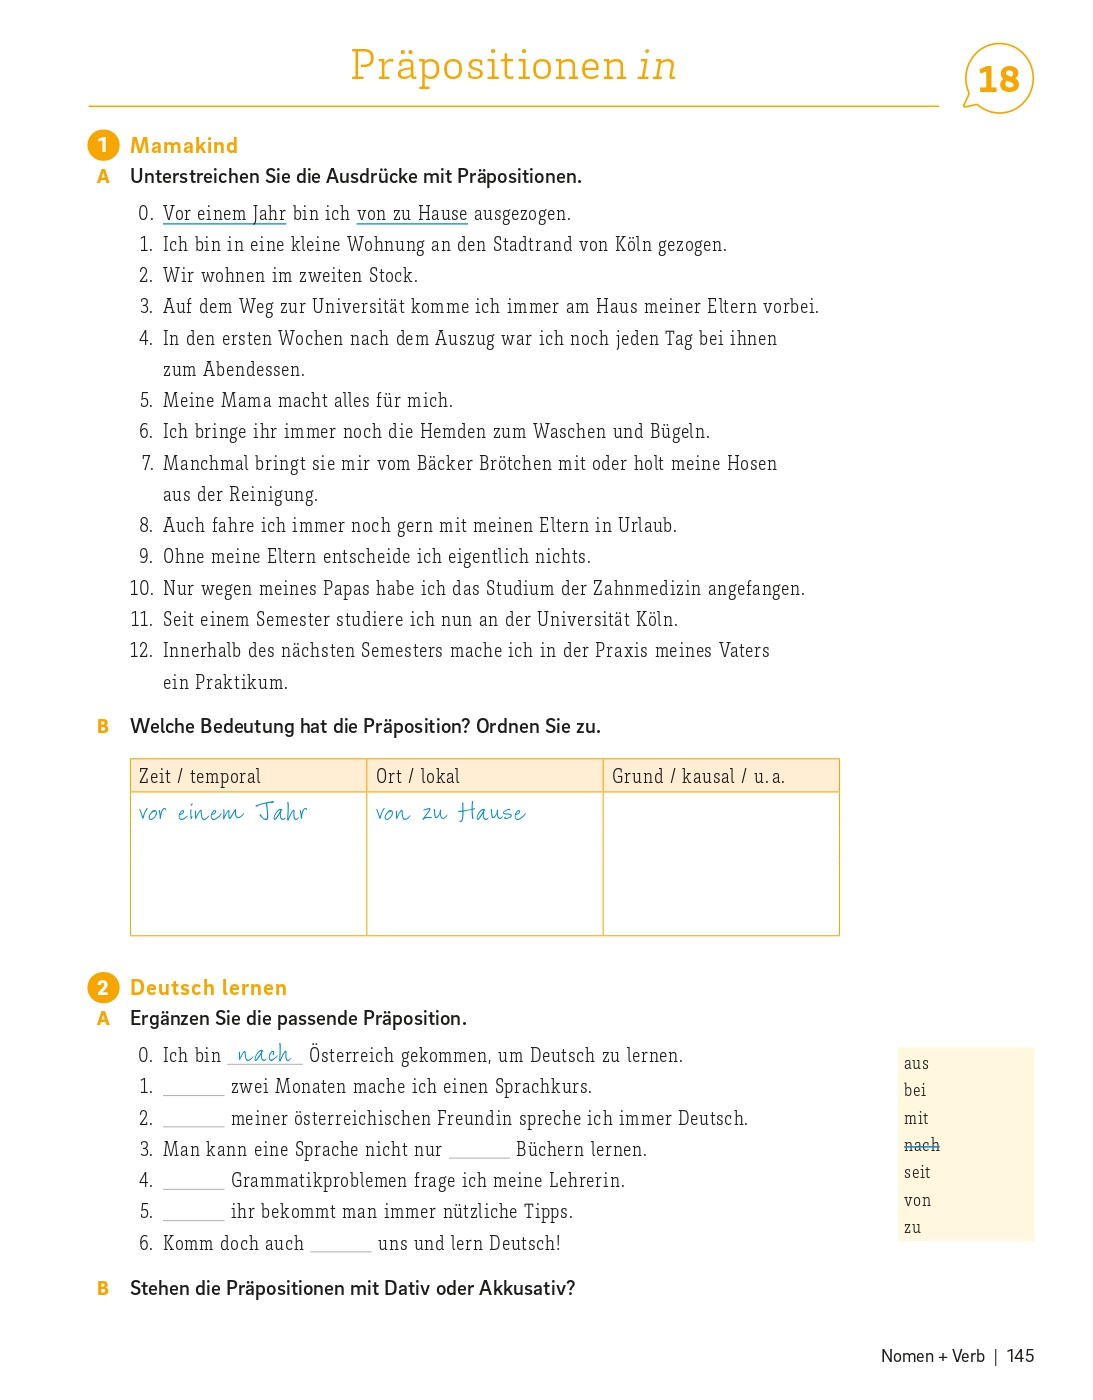 Präpositionen in
18
1 Mamakind
A Unterstreichen Sie die Ausdrücke mit Präpositionen.
0. Vor einem Jahr bin ich von zu Hause ausgezogen.
1. Ich bin in eine kleine Wohnung an den Stadtrand von Köln gezogen.
2. Wir wohnen im zweiten Stock.
3. Auf dem Weg zur Universität komme ich immer am Haus meiner Eltern vorbei.
4. In den ersten Wochen nach dem Auszug war ich noch jeden Tag bei ihnen
zum Abendessen.
5. Meine Mama macht alles für mich.
6. Ich bringe ihr immer noch die Hemden zum Waschen und Bügeln.
7. Manchmal bringt sie mir vom Bäcker Brötchen mit oder holt meine Hosen
aus der Reinigung.
8. Auch fahre ich immer noch gern mit meinen Eltern in Urlaub.
9. Ohne meine Eltern entscheide ich eigentlich nichts.
10. Nur wegen meines Papas habe ich das Studium der Zahnmedizin angefangen.
11. Seit einem Semester studiere ich nun an der Universität Köln.
12. Innerhalb des nächsten Semesters mache ich in der Praxis meines Vaters
ein Praktikum.
B Welche Bedeutung hat die Präposition? Ordnen Sie zu.
Zeit / temporal Ort / lokal Grund / kausal / u.a.
vor einem Jahr von zu Hause
2 Deutsch lernen
A Ergänzen Sie die passende Präposition.
0. Ich bin nach Österreich gekommen, um Deutsch zu lernen.
1. ______ zwei Monaten mache ich einen Sprachkurs.
2. ______ meiner österreichischen Freundin spreche ich immer Deutsch.
3. Man kann eine Sprache nicht nur ______ Büchern lernen.
4. ______ Grammatikproblemen frage ich meine Lehrerin.
5. ______ ihr bekommt man immer nützliche Tipps.
6. Komm doch auch ______ uns und lern Deutsch!
aus
bei
mit
nach
seit
von
zu
B Stehen die Präpositionen mit Dativ oder Akkusativ?
Nomen + Verb | 145